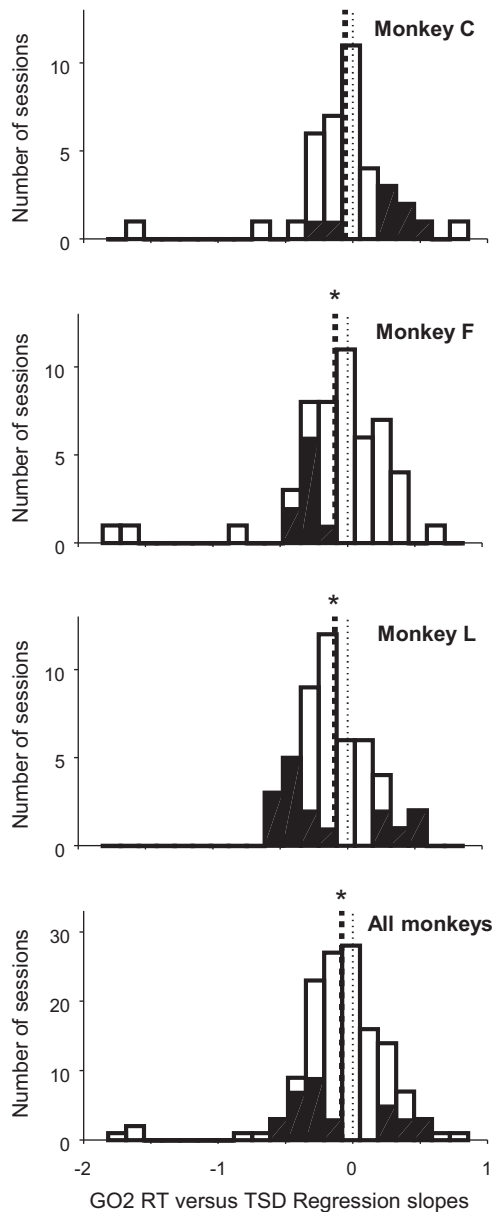 Monkey C
Number of sessions
10
5
0
*
Monkey F
Number of sessions
10
5
0
*
Monkey L
Number of sessions
10
5
0
*
All monkeys
Number of sessions
30
20
10
0
-2 -1 0 1
GO2 RT versus TSD Regression slopes